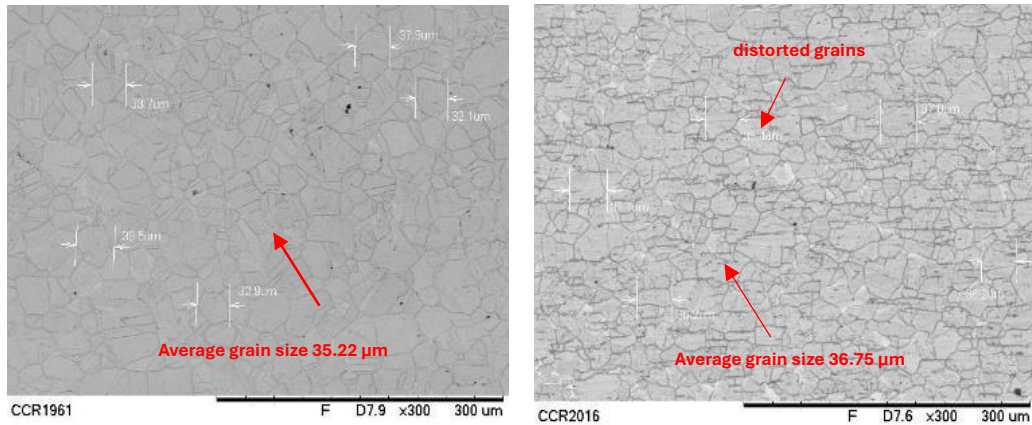 37.9um
33.7um
32.1um
39.5um
32.9um
Average grain size 35.22 µm
CCR1961
F D7.9 x300 300 um
distorted grains
37.0um
Average grain size 36.75 µm
CCR2016
F D7.6 x300 300 um